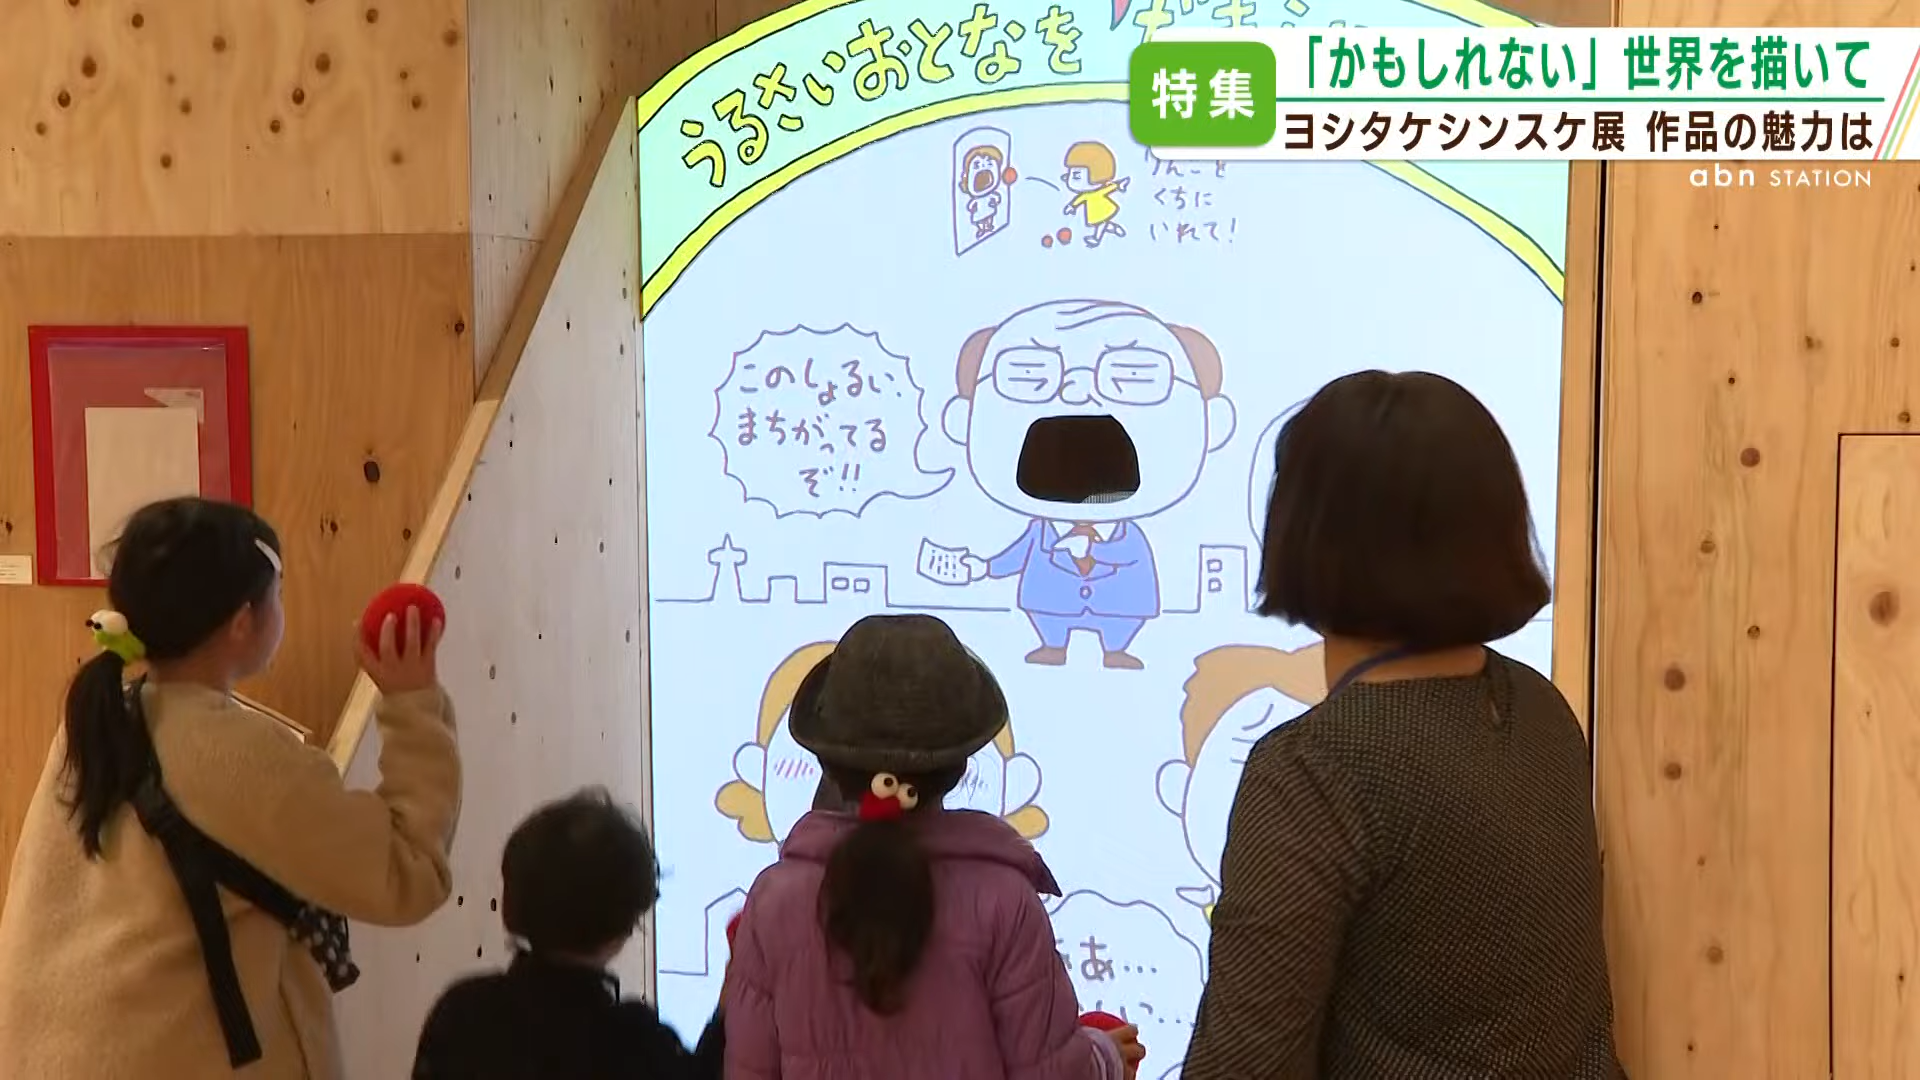 特集
「かもしれない」世界を描いて
ヨシタケシンスケ展 作品の魅力は
abn STATION
うるさいおとなを
りんごを
くちに
いれて!
このしょるい、
まちがってる
ぞ!!